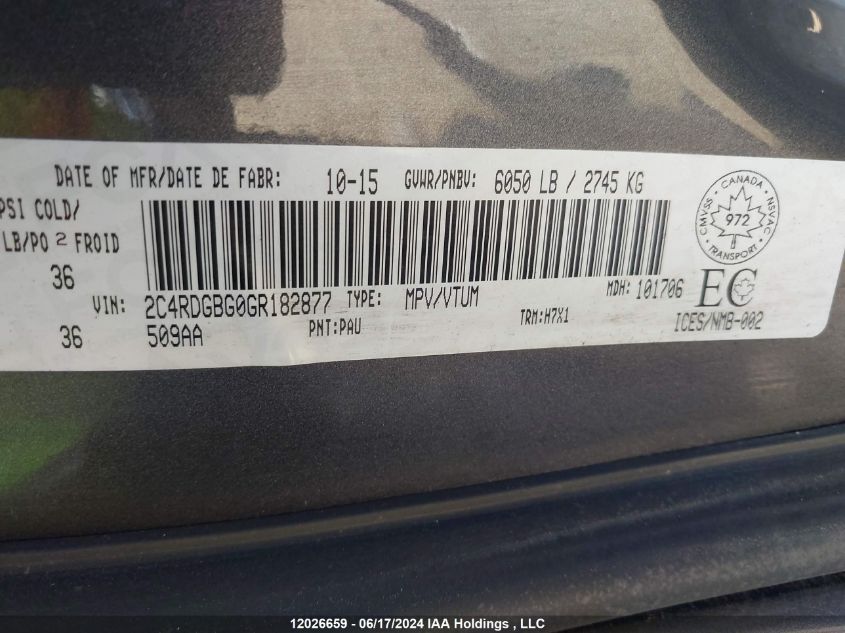 DATE OF MFR/DATE DE FABR: 10-15 GVWR/PNBV: 6050 LB / 2745 KG
PSI COLD/
LB/PO 2 FROID
36
VIN: 2C4RDGBG0GR182877 TYPE: MPV/VTUM MDH: 101706
36 509AA PNT:PAU TRM:H7X1
CMVSS CANADA NSVAC
972
TRANSPORT
EC
ICES/NMB-002
12026659 - 06/17/2024 IAA Holdings , LLC